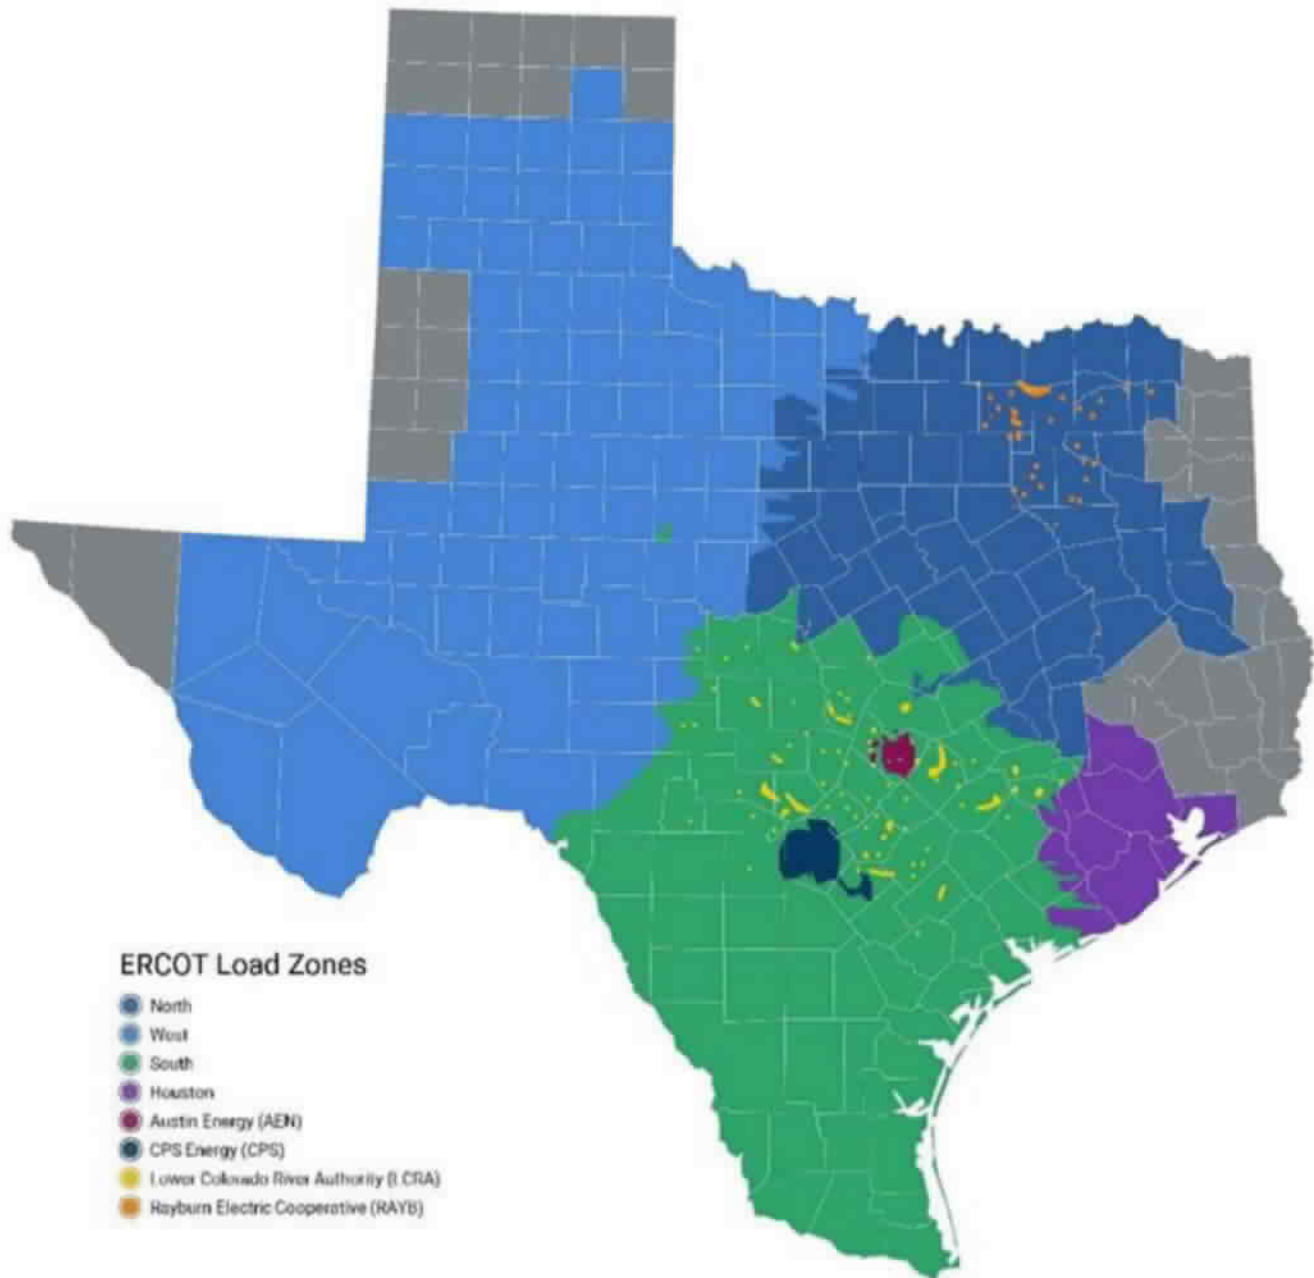 ERCOT Load Zones
North
West
South
Houston
Austin Energy (AEN)
CPS Energy (CPS)
Lower Colorado River Authority (LCRA)
Rayburn Electric Cooperative (RAYB)